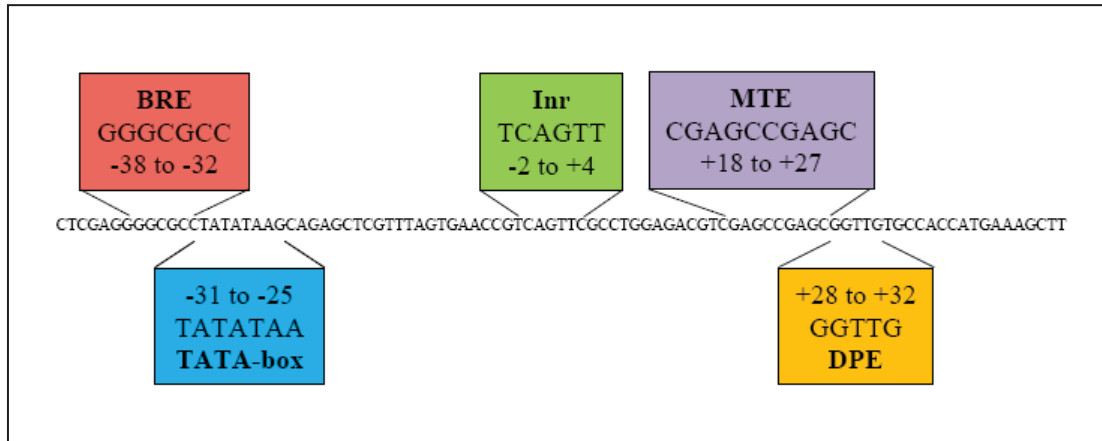 BRE
GGGCGCC
-38 to -32
Inr
TCAGTT
-2 to +4
MTE
CGAGCCGAGC
+18 to +27
CTCGAGGGGCGCCTATATAAGCAGAGCTCGTTTAGTGAACCGTCAGTTCGCCTGGAGACGTCGAGCCGAGCGGTTGTGCCACCATGAAAGCTT
-31 to -25
TATATAA
TATA-box
+28 to +32
GGTTG
DPE